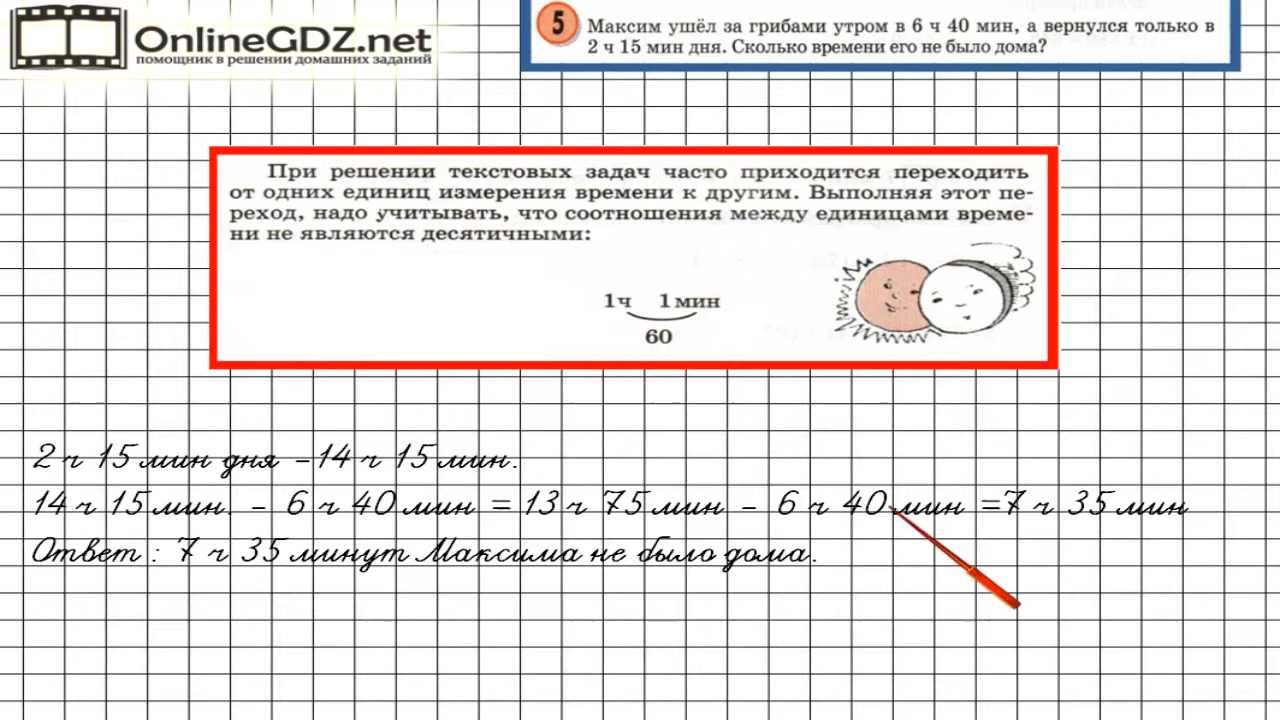 OnlineGDZ.net
помощник в решении домашних заданий
5
Максим ушёл за грибами утром в 6 ч 40 мин, а вернулся только в
2 ч 15 мин дня. Сколько времени его не было дома?
При решении текстовых задач часто приходится переходить
от одних единиц измерения времени к другим. Выполняя этот пе-
реход, надо учитывать, что соотношения между единицами време-
ни не являются десятичными:
1ч 1мин
60
2 ч 15 мин дня – 14 ч 15 мин.
14 ч 15 мин. – 6 ч 40 мин = 13 ч 75 мин – 6 ч 40 мин =7 ч 35 мин
Ответ : 7 ч 35 минут Максима не было дома.